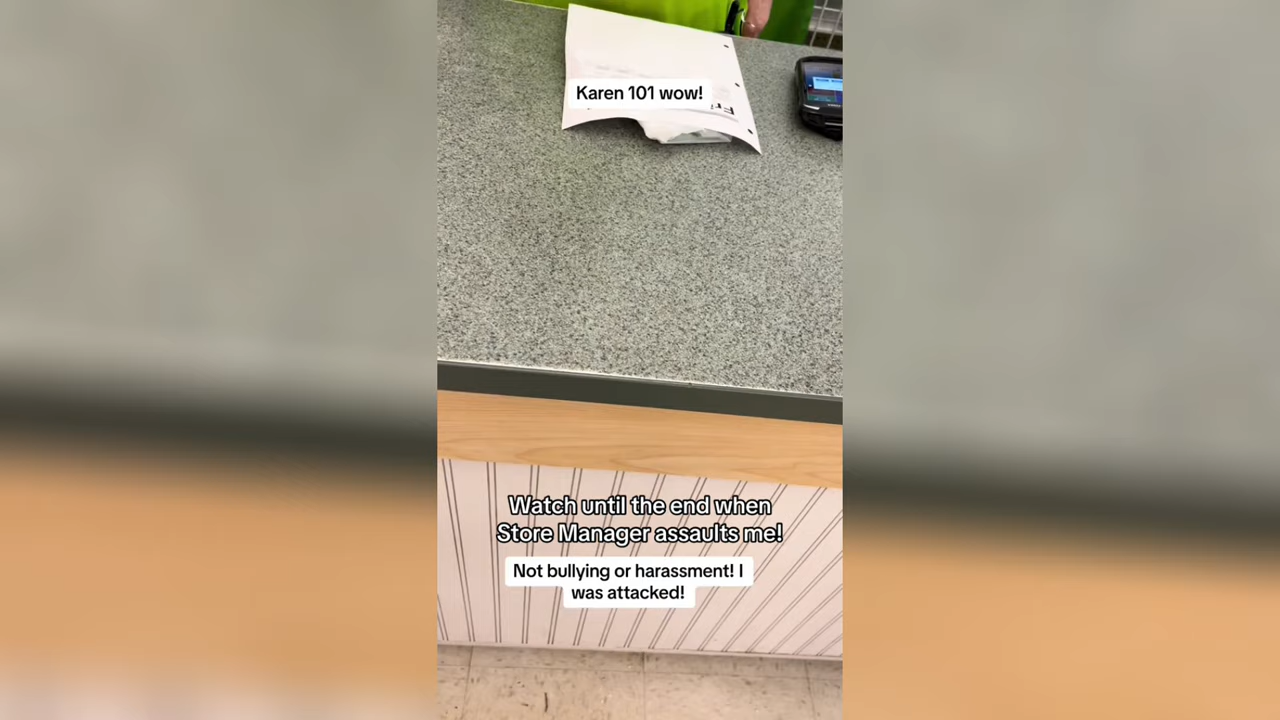 Karen 101 wow!
Watch until the end when
Store Manager assaults me!
Not bullying or harassment! I
was attacked!